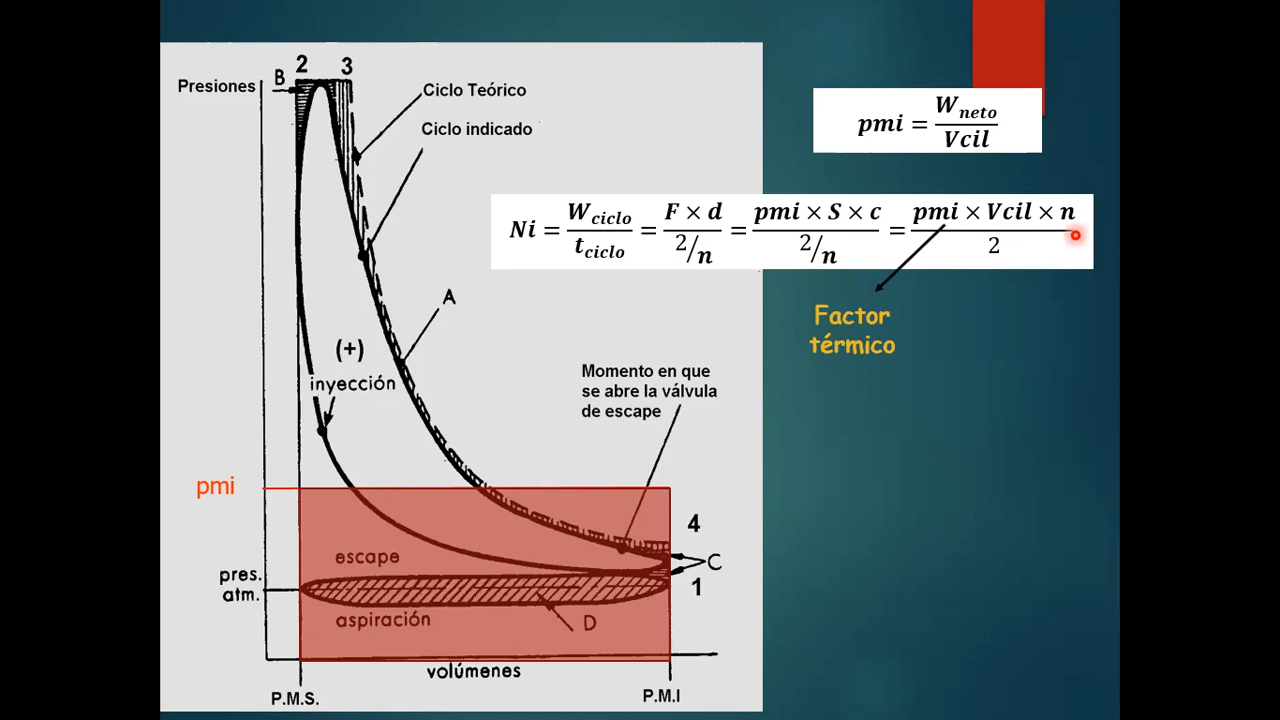 2 3
Presiones B
Ciclo Teórico
Ciclo indicado
A
(+)
inyección
Momento en que
se abre la válvula
de escape
pmi
4
escape
C
pres.
atm.
1
aspiración
D
volúmenes
P.M.S.
P.M.I
pmi = W_neto / Vcil
Ni = W_ciclo / t_ciclo = F × d / 2/n = pmi × S × c / 2/n = pmi × Vcil × n / 2
Factor
térmico